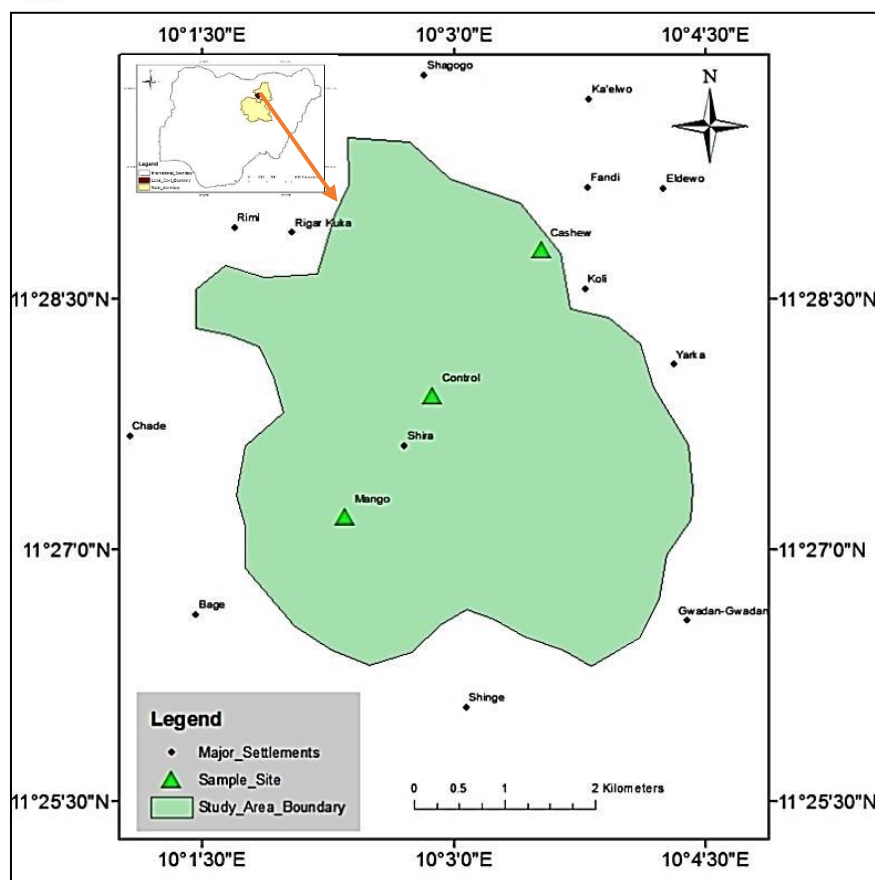 10°1'30"E 10°3'0"E 10°4'30"E
Shagogo
Ka'elwo
N
Fandi
Eldewo
Legend
Rimi
Rigar Kuka
Cashew
Koli
11°28'30"N 11°28'30"N
Yarka
Control
Chade
Shira
Mango
11°27'0"N 11°27'0"N
Bage
Gwadan-Gwadan
Shinge
Legend
Major_Settlements
Sample_Site
Study_Area_Boundary
0 0.5 1 2 Kilometers
11°25'30"N 11°25'30"N
10°1'30"E 10°3'0"E 10°4'30"E